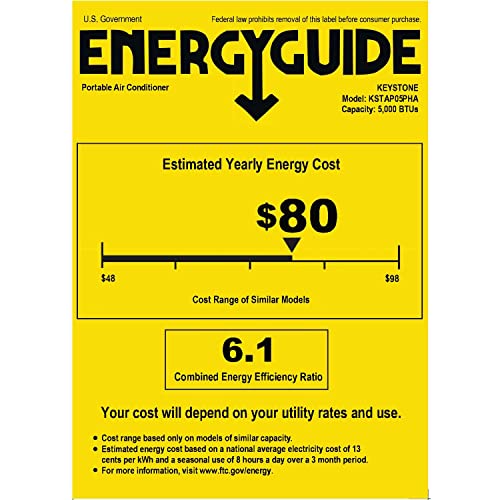 U.S. Government Federal law prohibits removal of this label before consumer purchase.
ENERGYGUIDE
Portable Air Conditioner KEYSTONE
Model: KSTAP05PHA
Capacity: 5,000 BTUs
Estimated Yearly Energy Cost
$80
$48 $98
Cost Range of Similar Models
6.1
Combined Energy Efficiency Ratio
Your cost will depend on your utility rates and use.
• Cost range based only on models of similar capacity.
• Estimated energy cost based on a national average electricity cost of 13
cents per kWh and a seasonal use of 8 hours a day over a 3 month period.
• For more information, visit www.ftc.gov/energy.